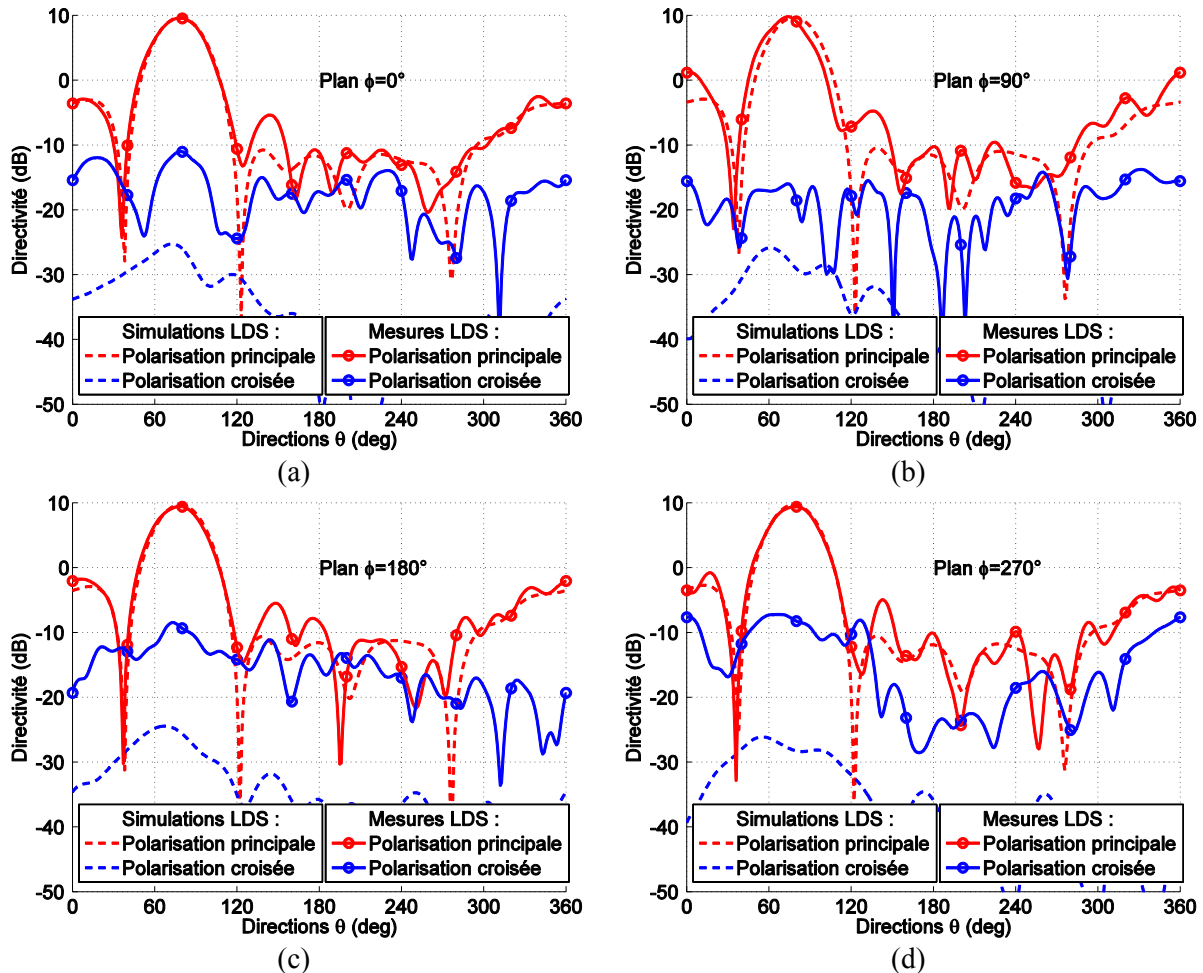 10
0
-10
-20
-30
-40
-50
Directivité (dB)
Plan ϕ=0°
Simulations LDS :
Polarisation principale
Polarisation croisée
Mesures LDS :
Polarisation principale
Polarisation croisée
0 60 120 180 240 300 360
Directions θ (deg)
(a)
10
0
-10
-20
-30
-40
-50
Directivité (dB)
Plan ϕ=90°
Simulations LDS :
Polarisation principale
Polarisation croisée
Mesures LDS :
Polarisation principale
Polarisation croisée
0 60 120 180 240 300 360
Directions θ (deg)
(b)
10
0
-10
-20
-30
-40
-50
Directivité (dB)
Plan ϕ=180°
Simulations LDS :
Polarisation principale
Polarisation croisée
Mesures LDS :
Polarisation principale
Polarisation croisée
0 60 120 180 240 300 360
Directions θ (deg)
(c)
10
0
-10
-20
-30
-40
-50
Directivité (dB)
Plan ϕ=270°
Simulations LDS :
Polarisation principale
Polarisation croisée
Mesures LDS :
Polarisation principale
Polarisation croisée
0 60 120 180 240 300 360
Directions θ (deg)
(d)